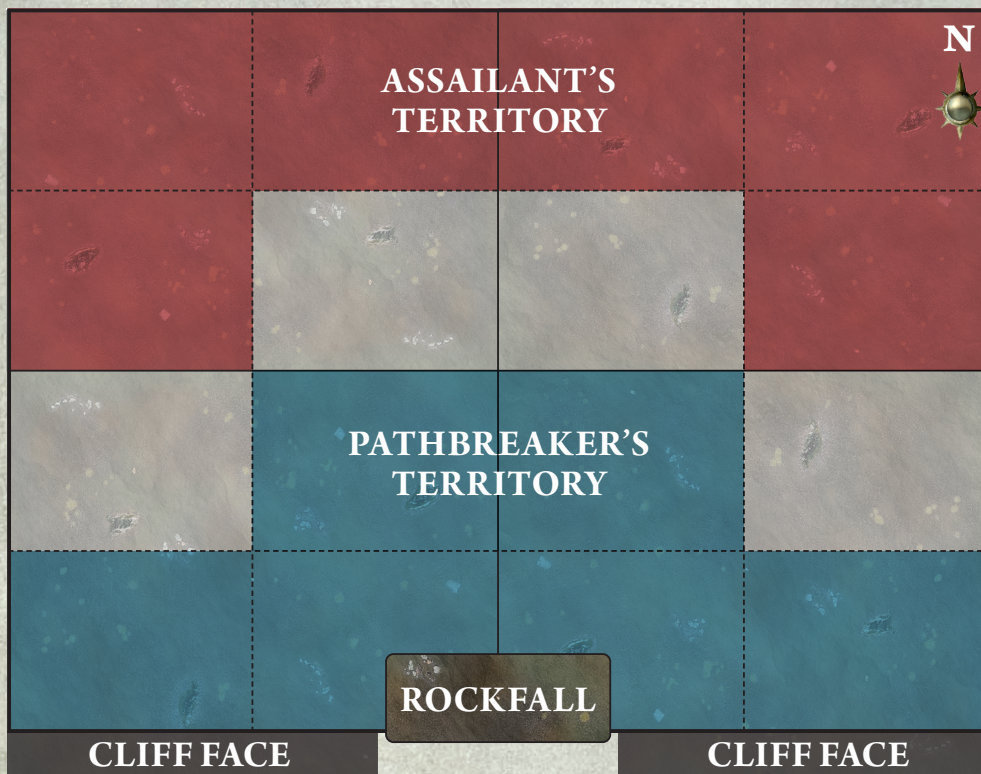 N
ASSAILANT'S
TERRITORY
PATHBREAKER'S
TERRITORY
ROCKFALL
CLIFF FACE
CLIFF FACE